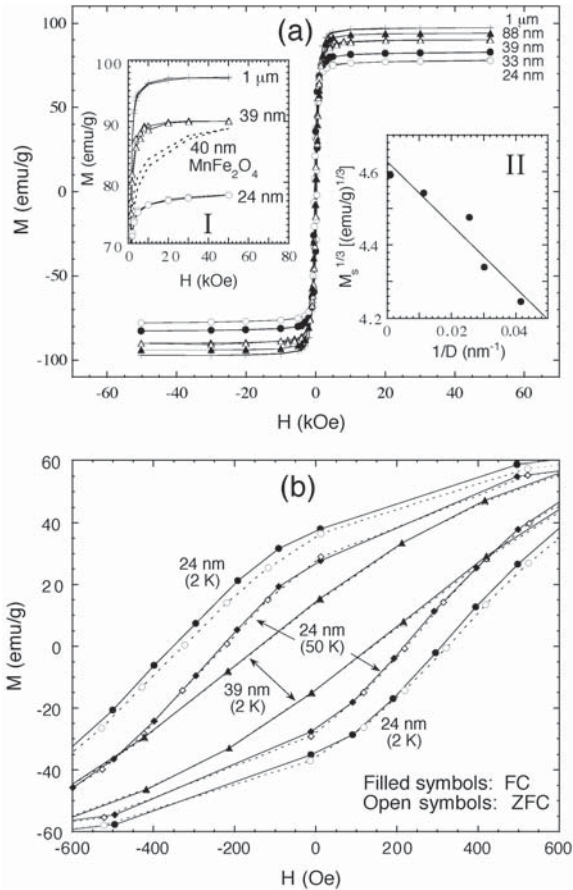 (a)
1 μm
88 nm
39 nm
33 nm
24 nm
100
50
0
-50
-100
M (emu/g)
-60
-40
-20
0
20
40
60
H (kOe)
100
90
80
70
M (emu/g)
1 μm
39 nm
40 nm
MnFe2O4
24 nm
I
0
20
40
60
80
H (kOe)
II
4.6
4.4
4.2
Ms^1/3 [(emu/g)^1/3)
0
0.02
0.04
1/D (nm^-1)
(b)
60
40
20
0
-20
-40
-60
M (emu/g)
24 nm
(2 K)
24 nm
(50 K)
39 nm
(2 K)
24 nm
(2 K)
Filled symbols: FC
Open symbols: ZFC
-600
-400
-200
0
200
400
600
H (Oe)